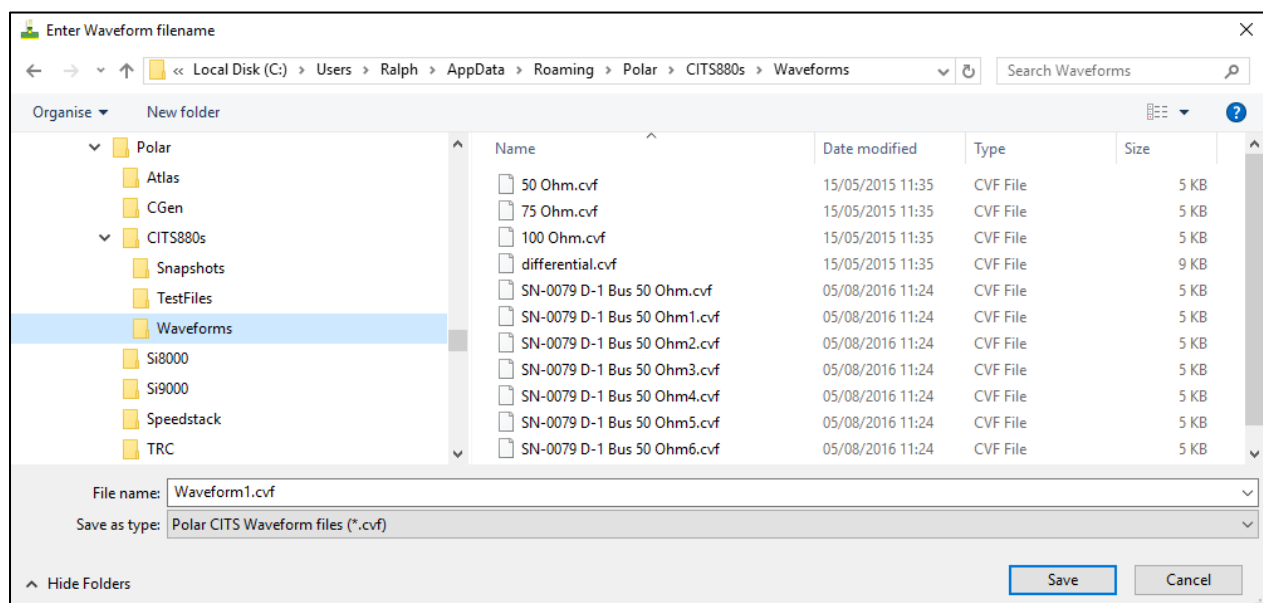 Enter Waveform filename
« Local Disk (C:) > Users > Ralph > AppData > Roaming > Polar > CITS880s > Waveforms
Search Waveforms
Organise New folder
Polar
Atlas
CGen
CITS880s
Snapshots
TestFiles
Waveforms
Si8000
Si9000
Speedstack
TRC
Name Date modified Type Size
50 Ohm.cvf 15/05/2015 11:35 CVF File 5 KB
75 Ohm.cvf 15/05/2015 11:35 CVF File 5 KB
100 Ohm.cvf 15/05/2015 11:35 CVF File 5 KB
differential.cvf 15/05/2015 11:35 CVF File 9 KB
SN-0079 D-1 Bus 50 Ohm.cvf 05/08/2016 11:24 CVF File 5 KB
SN-0079 D-1 Bus 50 Ohm1.cvf 05/08/2016 11:24 CVF File 5 KB
SN-0079 D-1 Bus 50 Ohm2.cvf 05/08/2016 11:24 CVF File 5 KB
SN-0079 D-1 Bus 50 Ohm3.cvf 05/08/2016 11:24 CVF File 5 KB
SN-0079 D-1 Bus 50 Ohm4.cvf 05/08/2016 11:24 CVF File 5 KB
SN-0079 D-1 Bus 50 Ohm5.cvf 05/08/2016 11:24 CVF File 5 KB
SN-0079 D-1 Bus 50 Ohm6.cvf 05/08/2016 11:24 CVF File 5 KB
File name: Waveform1.cvf
Save as type: Polar CITS Waveform files (*.cvf)
Hide Folders
Save Cancel